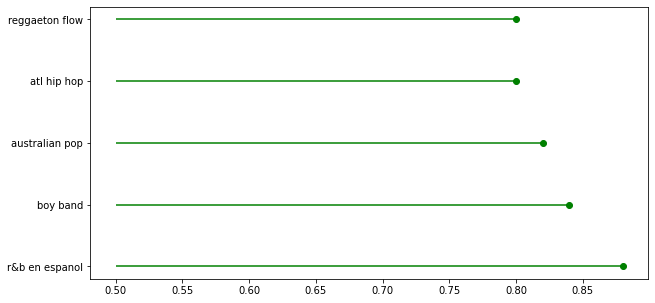 reggaeton flow
atl hip hop
australian pop
boy band
r&b en espanol
0.50 0.55 0.60 0.65 0.70 0.75 0.80 0.85